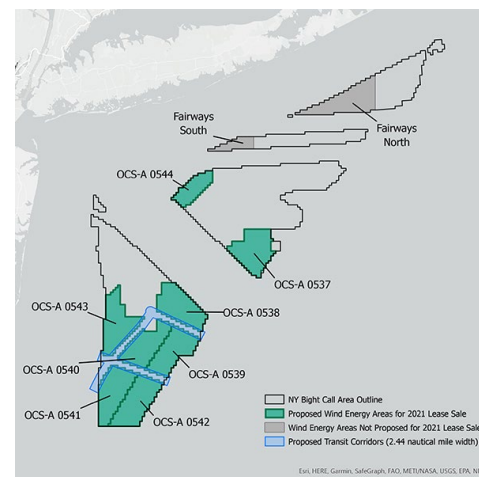 Fairways
South
Fairways
North
OCS-A 0544
OCS-A 0537
OCS-A 0543
OCS-A 0538
OCS-A 0540
OCS-A 0539
OCS-A 0541
OCS-A 0542
NY Bight Call Area Outline
Proposed Wind Energy Areas for 2021 Lease Sale
Wind Energy Areas Not Proposed for 2021 Lease Sale
Proposed Transit Corridors (2.44 nautical mile width)
Esri, HERE, Garmin, SafeGraph, FAO, METI/NASA, USGS, EPA,